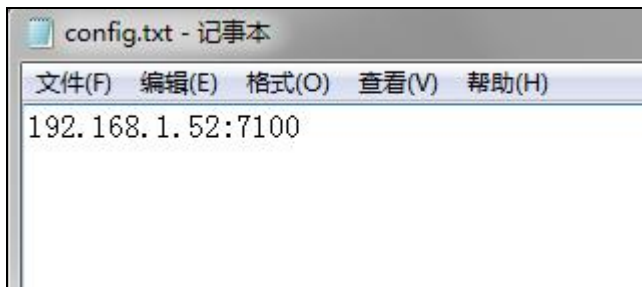 config.txt - 记事本
文件(F) 编辑(E) 格式(O) 查看(V) 帮助(H)
192.168.1.52:7100